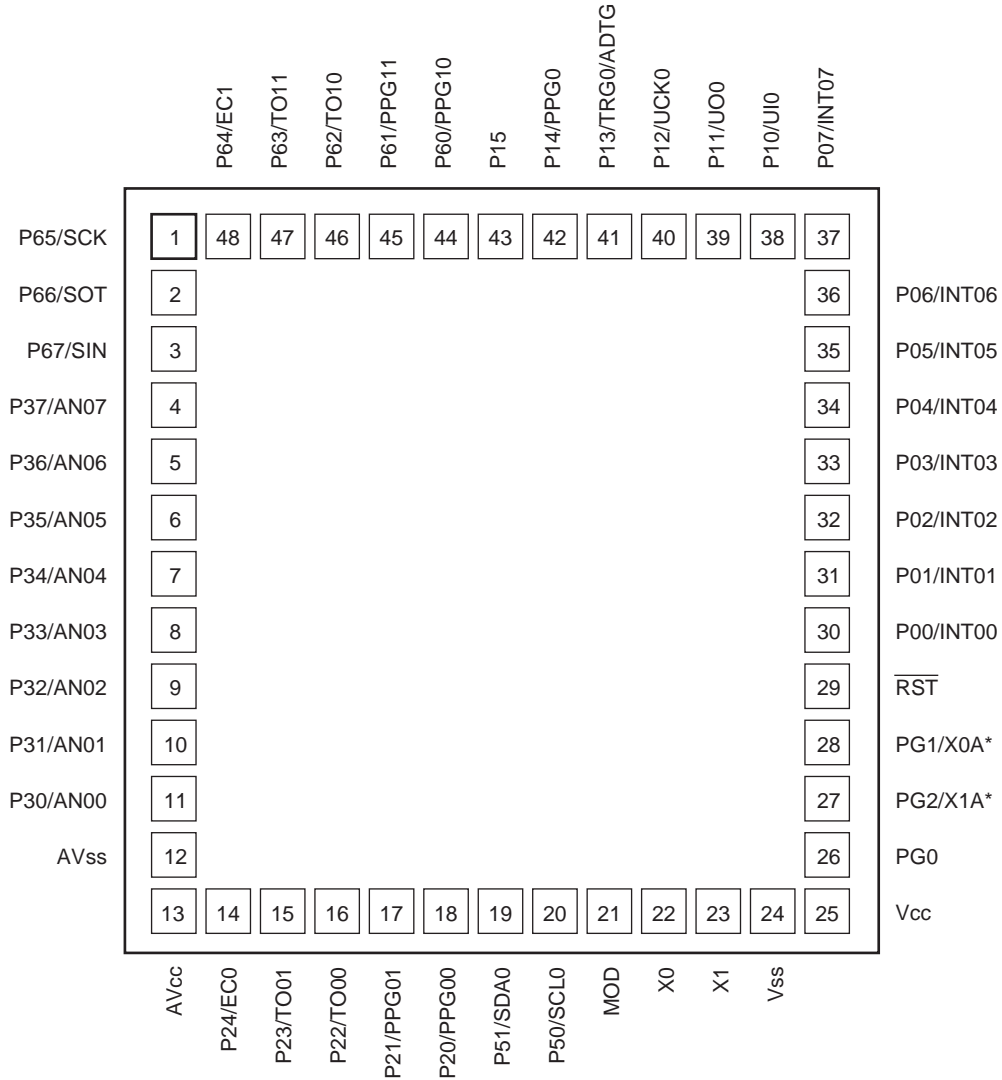 P64/EC1
P63/TO11
P62/TO10
P61/PPG11
P60/PPG10
P15
P14/PPG0
P13/TRG0/ADTG
P12/UCK0
P11/UO0
P10/UI0
P07/INT07
P65/SCK 1 48 47 46 45 44 43 42 41 40 39 38 37
P66/SOT 2 36 P06/INT06
P67/SIN 3 35 P05/INT05
P37/AN07 4 34 P04/INT04
P36/AN06 5 33 P03/INT03
P35/AN05 6 32 P02/INT02
P34/AN04 7 31 P01/INT01
P33/AN03 8 30 P00/INT00
P32/AN02 9 29 RST
P31/AN01 10 28 PG1/X0A*
P30/AN00 11 27 PG2/X1A*
AVss 12 26 PG0
13 14 15 16 17 18 19 20 21 22 23 24 25 Vcc
AVcc
P24/EC0
P23/TO01
P22/TO00
P21/PPG01
P20/PPG00
P51/SDA0
P50/SCL0
MOD
X0
X1
Vss